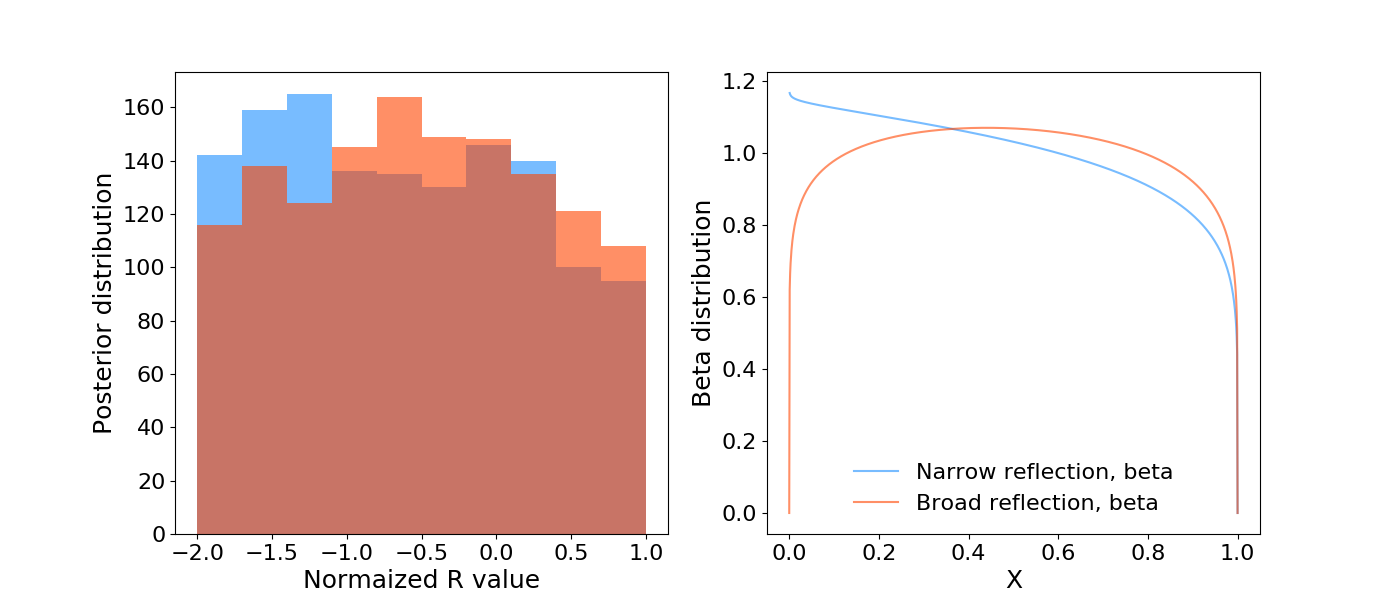 Posterior distribution
160
140
120
100
80
60
40
20
0
−2.0 −1.5 −1.0 −0.5 0.0 0.5 1.0
Normaized R value
Beta distribution
1.2
1.0
0.8
0.6
0.4
0.2
0.0
Narrow reflection, beta
Broad reflection, beta
0.0 0.2 0.4 0.6 0.8 1.0
X